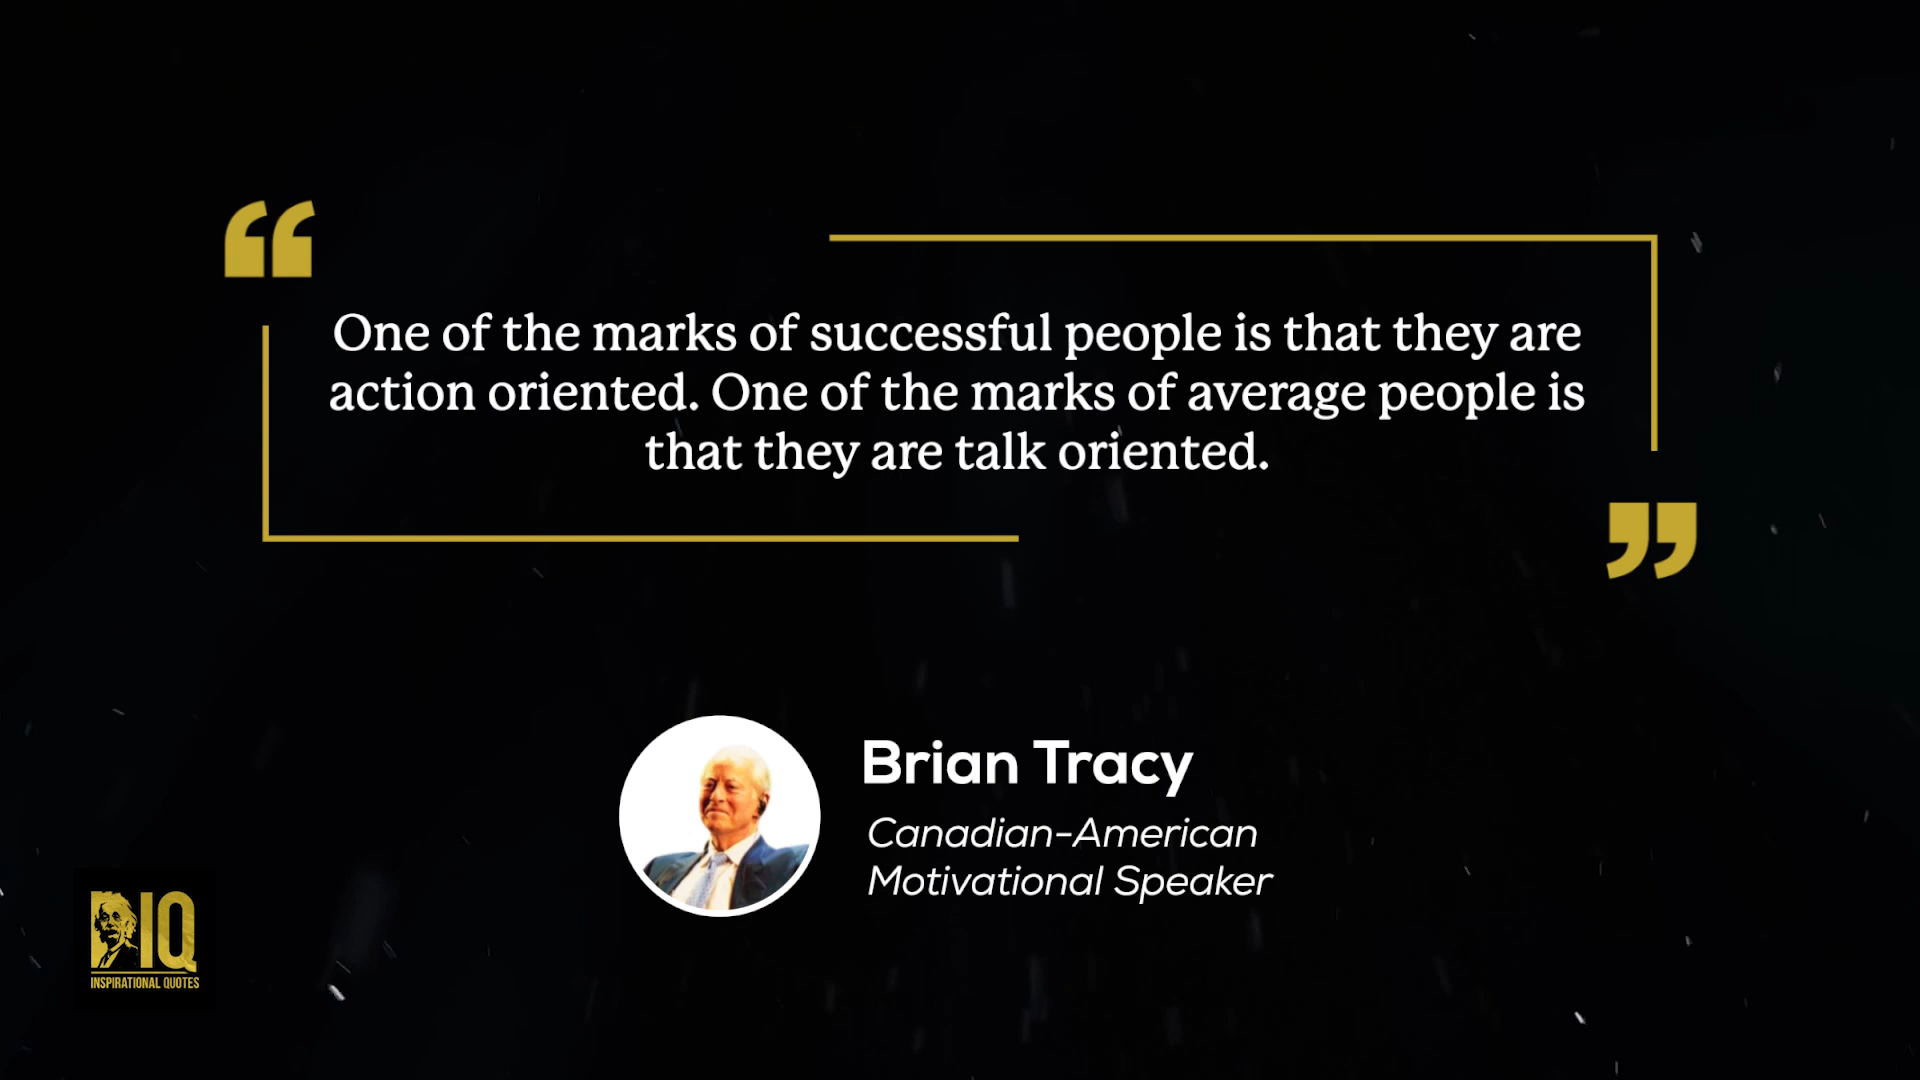 “
One of the marks of successful people is that they are
action oriented. One of the marks of average people is
that they are talk oriented.
”
Brian Tracy
Canadian-American
Motivational Speaker
IQ
INSPIRATIONAL QUOTES